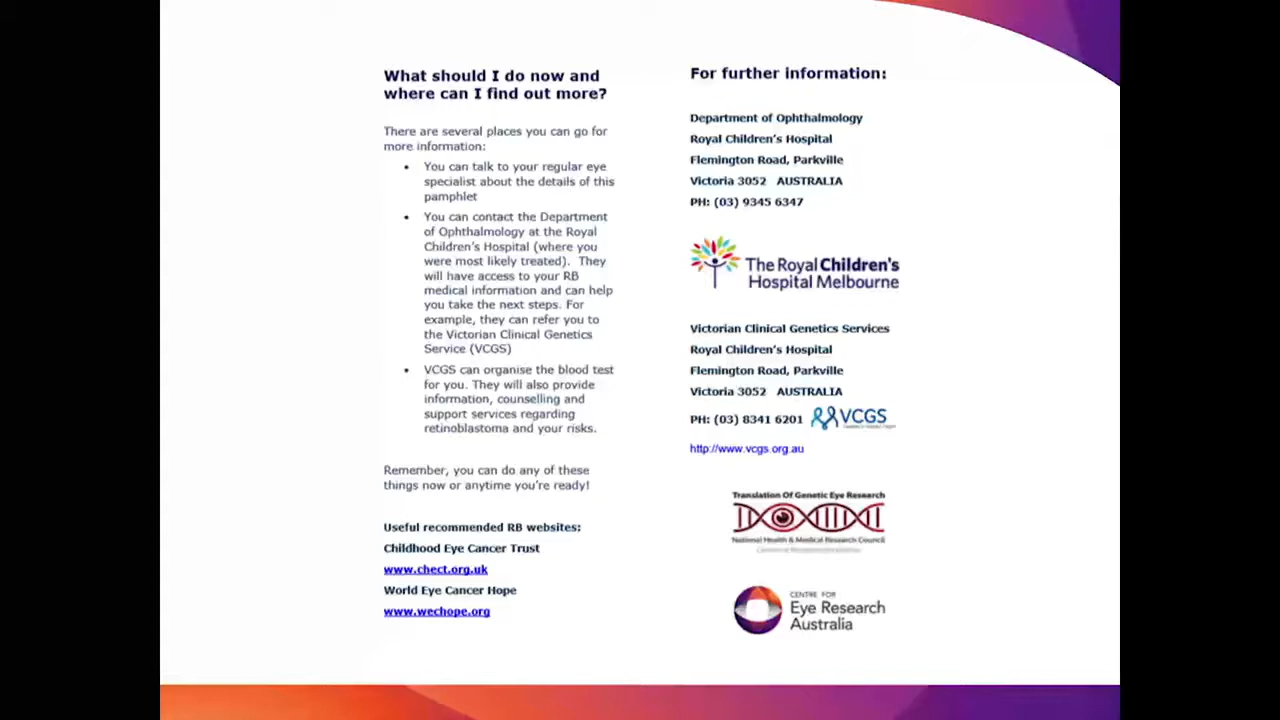 What should I do now and
where can I find out more?
There are several places you can go for
more information:
• You can talk to your regular eye
specialist about the details of this
pamphlet
• You can contact the Department
of Ophthalmology at the Royal
Children's Hospital (where you
were most likely treated). They
will have access to your RB
medical information and can help
you take the next steps. For
example, they can refer you to
the Victorian Clinical Genetics
Service (VCGS)
• VCGS can organise the blood test
for you. They will also provide
information, counselling and
support services regarding
retinoblastoma and your risks.
Remember, you can do any of these
things now or anytime you're ready!
Useful recommended RB websites:
Childhood Eye Cancer Trust
www.chect.org.uk
World Eye Cancer Hope
www.wechope.org
For further information:
Department of Ophthalmology
Royal Children's Hospital
Flemington Road, Parkville
Victoria 3052 AUSTRALIA
PH: (03) 9345 6347
The Royal Children's
Hospital Melbourne
Victorian Clinical Genetics Services
Royal Children's Hospital
Flemington Road, Parkville
Victoria 3052 AUSTRALIA
PH: (03) 8341 6201 VCGS
http://www.vcgs.org.au
Translation Of Genetic Eye Research
National Health & Medical Research Council
CENTRE FOR
Eye Research
Australia